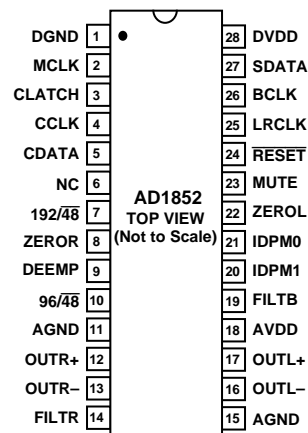 DGND 1
MCLK 2
CLATCH 3
CCLK 4
CDATA 5
NC 6
192/48 7
ZEROR 8
DEEMP 9
96/48 10
AGND 11
OUTR+ 12
OUTR– 13
FILTR 14
AD1852
TOP VIEW
(Not to Scale)
28 DVDD
27 SDATA
26 BCLK
25 LRCLK
24 RESET
23 MUTE
22 ZEROL
21 IDPM0
20 IDPM1
19 FILTB
18 AVDD
17 OUTL+
16 OUTL–
15 AGND